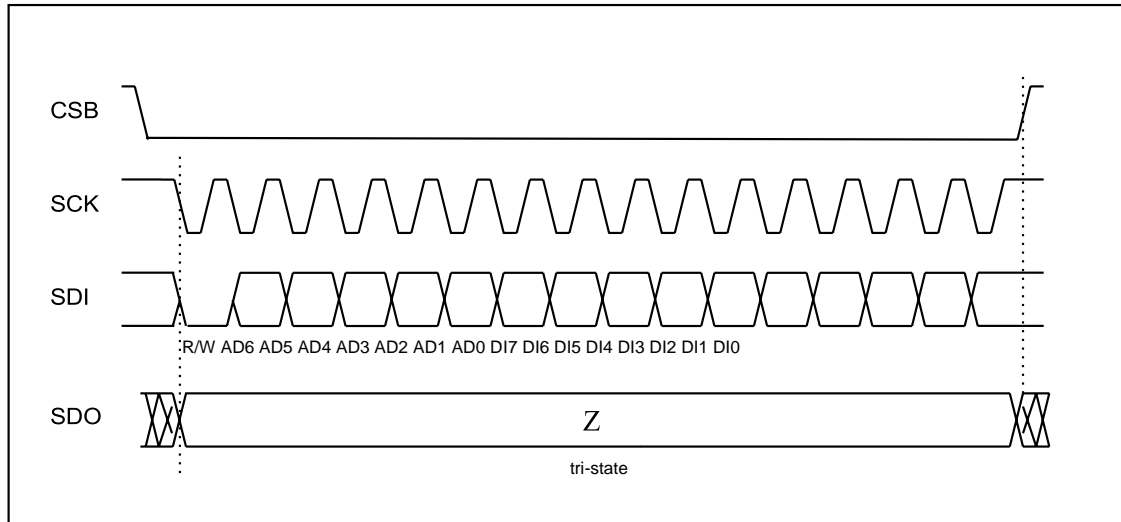 CSB
SCK
SDI
R/W AD6 AD5 AD4 AD3 AD2 AD1 AD0 DI7 DI6 DI5 DI4 DI3 DI2 DI1 DI0
SDO
Z
tri-state